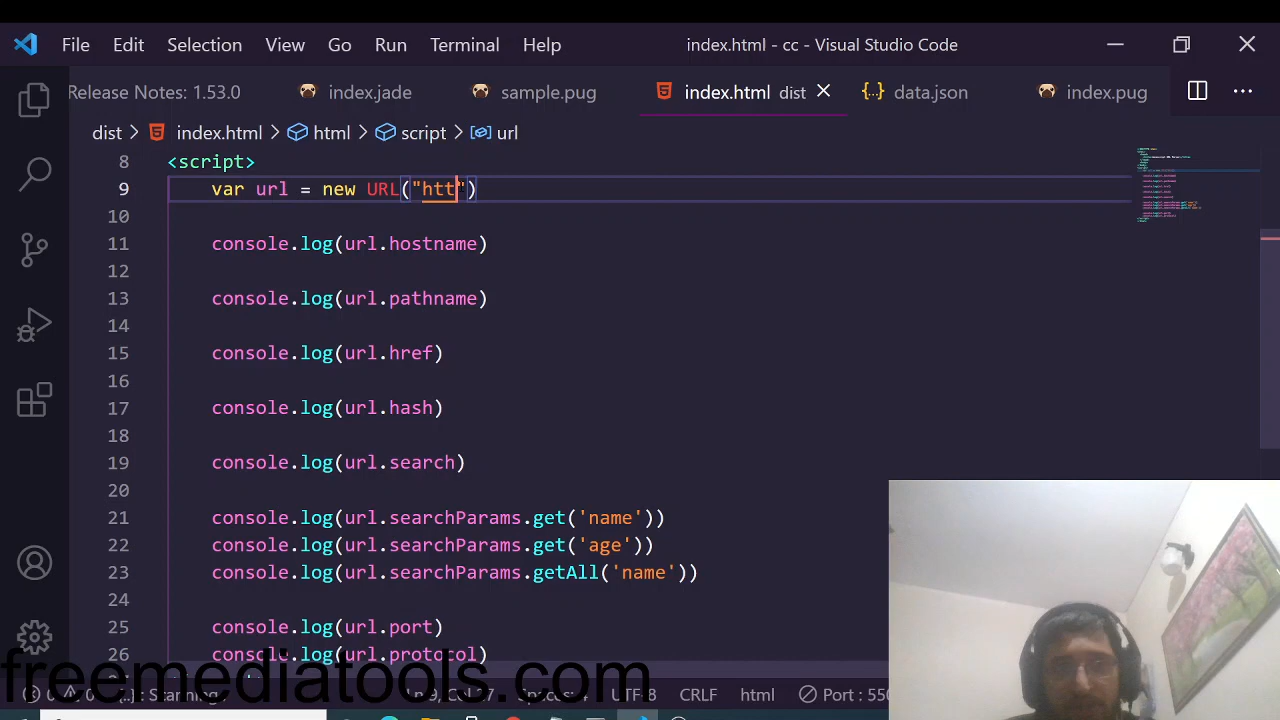 File Edit Selection View Go Run Terminal Help index.html - cc - Visual Studio Code
Release Notes: 1.53.0 index.jade sample.pug index.html dist data.json index.pug
dist > index.html > html > script > url
8 <script>
9 var url = new URL("htt")
10
11 console.log(url.hostname)
12
13 console.log(url.pathname)
14
15 console.log(url.href)
16
17 console.log(url.hash)
18
19 console.log(url.search)
20
21 console.log(url.searchParams.get('name'))
22 console.log(url.searchParams.get('age'))
23 console.log(url.searchParams.getAll('name'))
24
25 console.log(url.port)
26 console.log(url.protocol)
freemediatools.com
UTF-8 CRLF html Port : 550